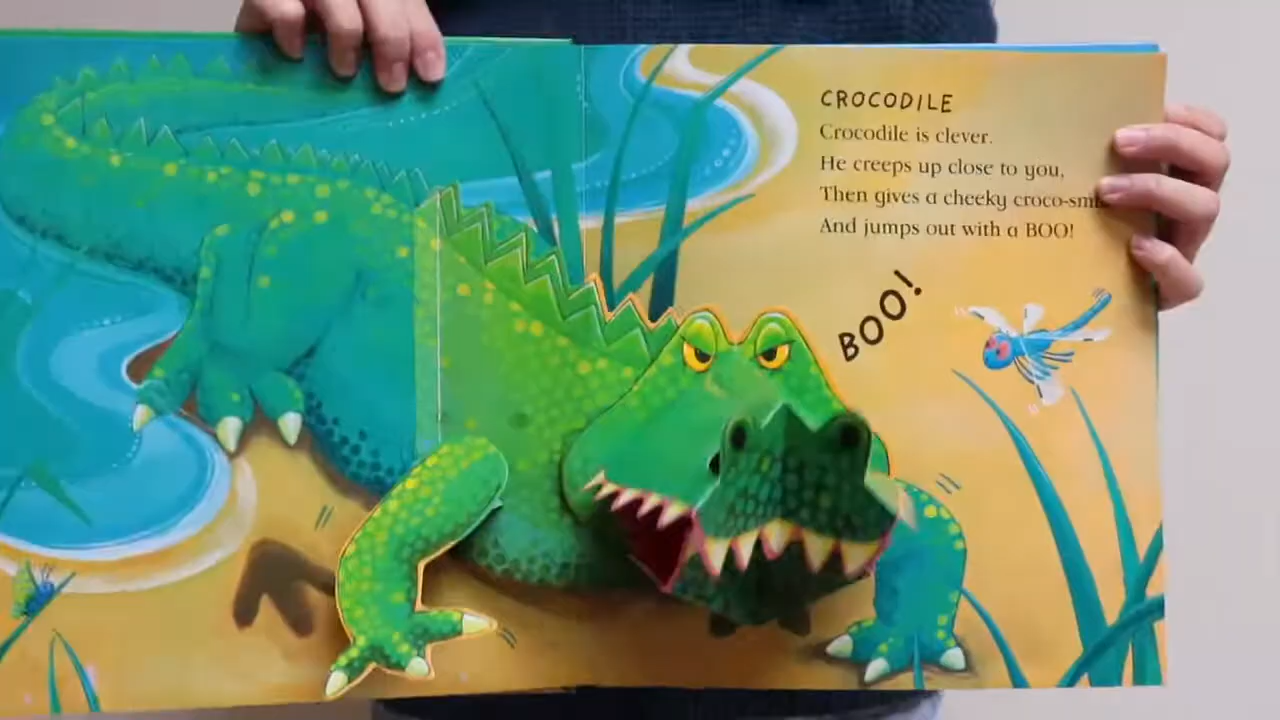 CROCODILE
Crocodile is clever.
He creeps up close to you,
Then gives a cheeky
And jumps out with a BOO!
BOO!